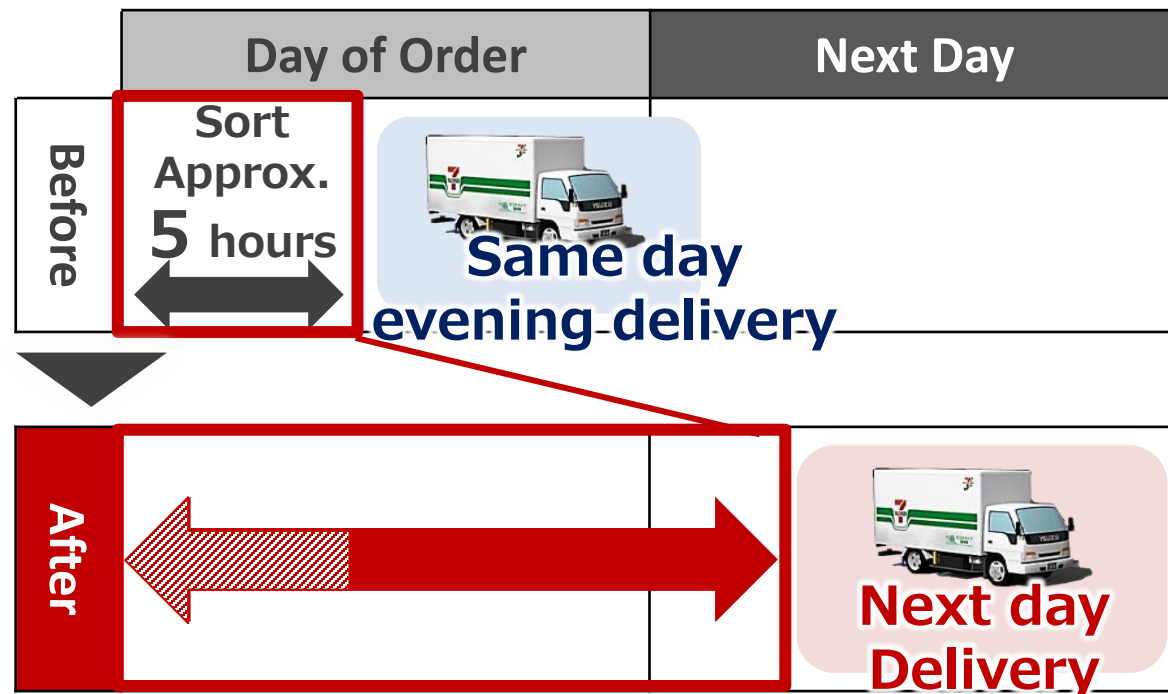 Day of Order
Next Day
Before
Sort
Approx.
5 hours
Same day
evening delivery
After
Next day
Delivery